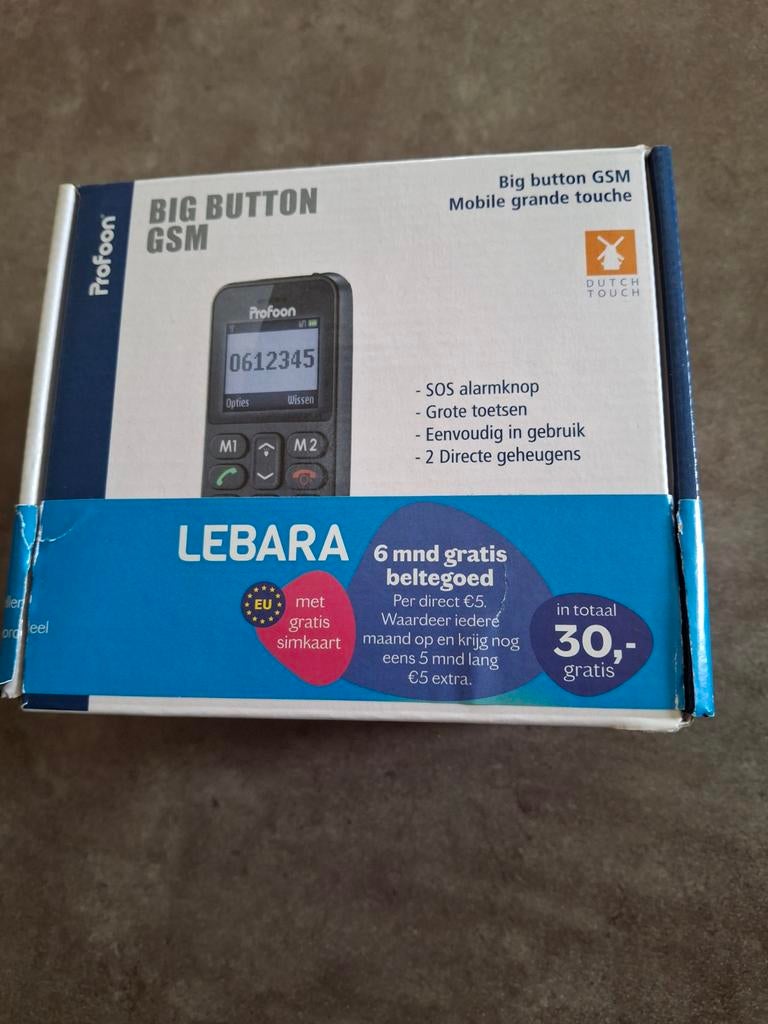 Profoon
BIG BUTTON
GSM
Big button GSM
Mobile grande touche
DUTCH
TOUCH
Profoon
0612345
Opties Wissen
M1 M2
- SOS alarmknop
- Grote toetsen
- Eenvoudig in gebruik
- 2 Directe geheugens
LEBARA
EU
met
gratis
simkaart
6 mnd gratis
beltegoed
Per direct €5.
Waardeer iedere
maand op en krijg nog
eens 5 mnd lang
€5 extra.
in totaal
30,-
gratis